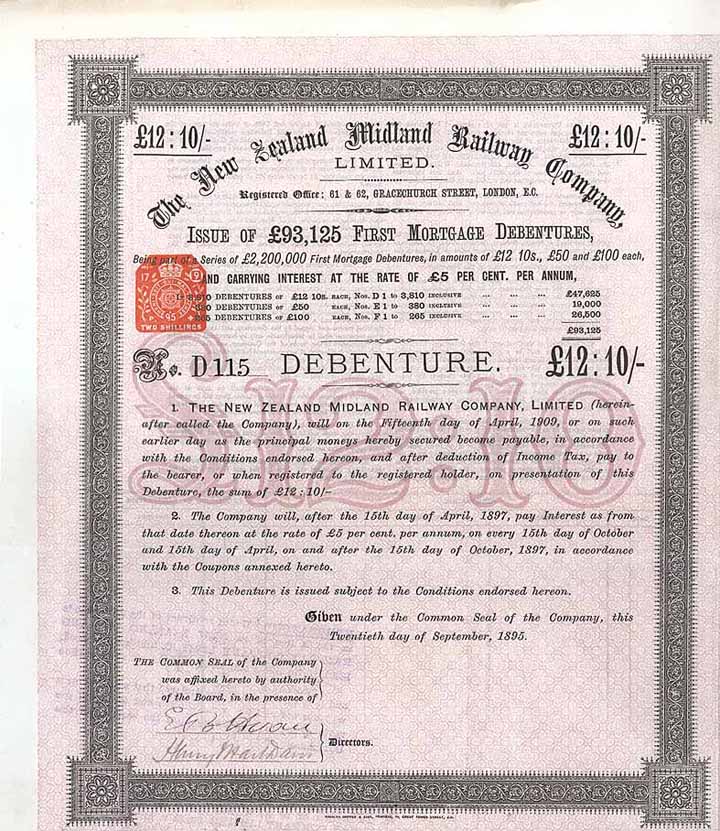 £12:10/-
£12:10/-
The New Zealand Midland Railway Company,
LIMITED.
Registered Office: 61 & 62, GRACECHURCH STREET, LONDON, E.C.
ISSUE OF £93,125 FIRST MORTGAGE DEBENTURES,
Being part of a Series of £2,200,000 First Mortgage Debentures, in amounts of £12 10s., £50 and £100 each,
AND CARRYING INTEREST AT THE RATE OF £5 PER CENT. PER ANNUM,
DEBENTURES OF £12 10s. EACH, Nos. D 1 to 3,810 INCLUSIVE ... ... ... £47,625
DEBENTURES OF £50 EACH, Nos. E 1 to 380 INCLUSIVE ... ... ... 19,000
DEBENTURES OF £100 EACH, Nos. F 1 to 265 INCLUSIVE ... ... ... 26,500
£93,125
17
95
TWO SHILLINGS
No. D115 DEBENTURE. £12:10/-
£12:10
1. THE NEW ZEALAND MIDLAND RAILWAY COMPANY, LIMITED (herein-
after called the Company), will on the Fifteenth day of April, 1909, or on such
earlier day as the principal moneys hereby secured become payable, in accordance
with the Conditions endorsed hereon, and after deduction of Income Tax, pay to
the bearer, or when registered to the registered holder, on presentation of this
Debenture, the sum of £12:10/-
2. The Company will, after the 15th day of April, 1897, pay Interest as from
that date thereon at the rate of £5 per cent. per annum, on every 15th day of October
and 15th day of April, on and after the 15th day of October, 1897, in accordance
with the Coupons annexed hereto.
3. This Debenture is issued subject to the Conditions endorsed hereon.
Given under the Common Seal of the Company, this
Twentieth day of September, 1895.
THE COMMON SEAL of the Company
was affixed hereto by authority
of the Board, in the presence of
Directors.